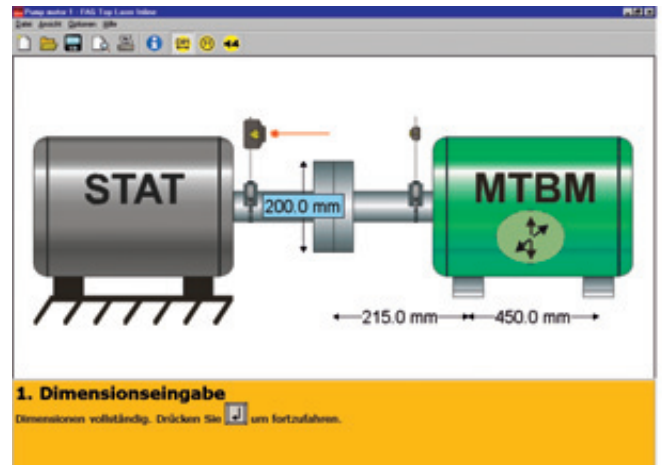 Pump motor 1 - FAG Top Laser Inline
Datei Ansicht Optionen Hilfe
STAT
MTBM
200.0 mm
215.0 mm
450.0 mm
1. Dimensionseingabe
Dimensionen vollständig. Drücken Sie um fortzufahren.